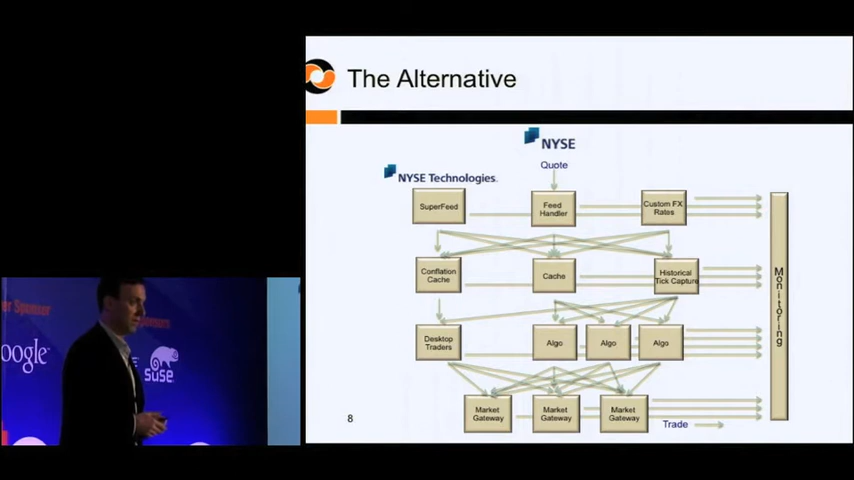 The Alternative
NYSE
Quote
NYSE Technologies
SuperFeed
Feed
Handler
Custom FX
Rates
Conflation
Cache
Cache
Historical
Tick Capture
Monitoring
Desktop
Traders
Algo
Algo
Algo
Market
Gateway
Market
Gateway
Market
Gateway
Trade
8
Sponsor
oogle
SUSE